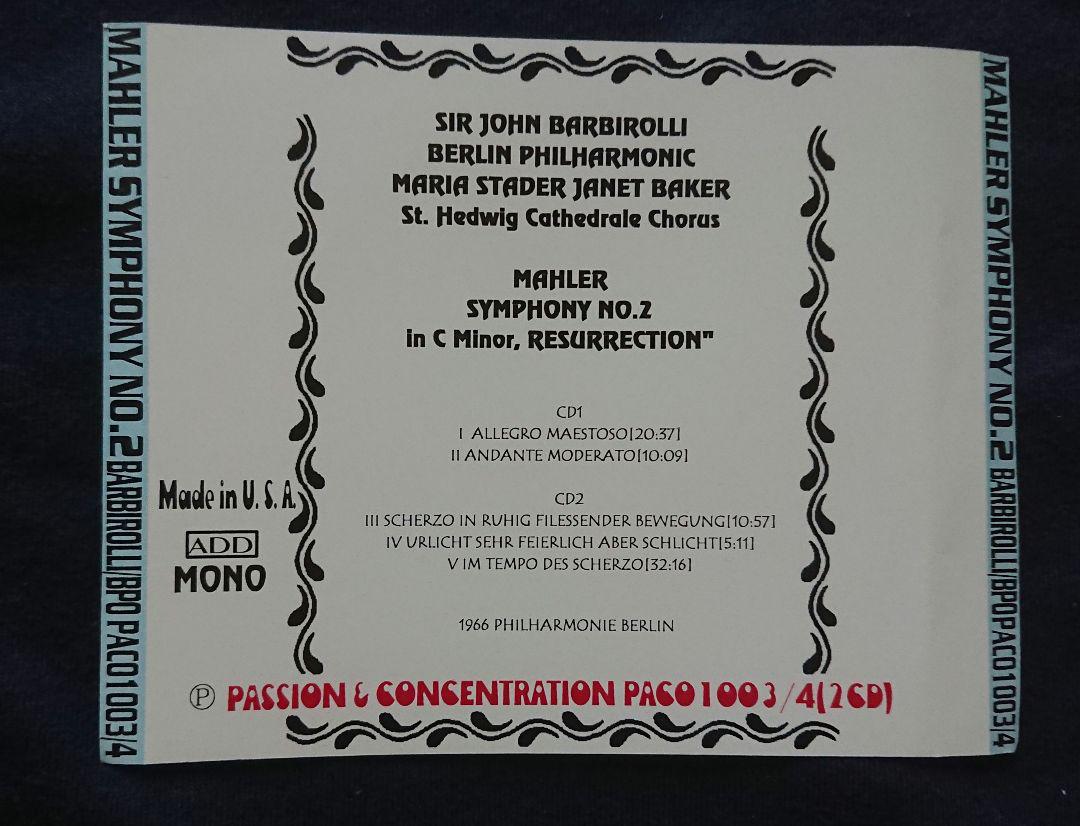 MAHLER SYMPHONY NO.2 BARBIROLLI/BPO PACO1003/4
SIR JOHN BARBIROLLI
BERLIN PHILHARMONIC
MARIA STADER JANET BAKER
St. Hedwig Cathedrale Chorus
MAHLER
SYMPHONY NO.2
in C Minor, RESURRECTION"
CD1
I ALLEGRO MAESTOSO[20:37]
II ANDANTE MODERATO[10:09]
CD2
III SCHERZO IN RUHIG FILESSENDER BEWEGUNG[10:57]
IV URLICHT SEHR FEIERLICH ABER SCHLICHT[5:11]
V IM TEMPO DES SCHERZO[32:16]
1966 PHILHARMONIE BERLIN
Made in U. S. A.
ADD
MONO
Ⓟ PASSION & CONCENTRATION PACO1003/4(2CD)
MAHLER SYMPHONY NO.2 BARBIROLLI/BPOPACO1003/4